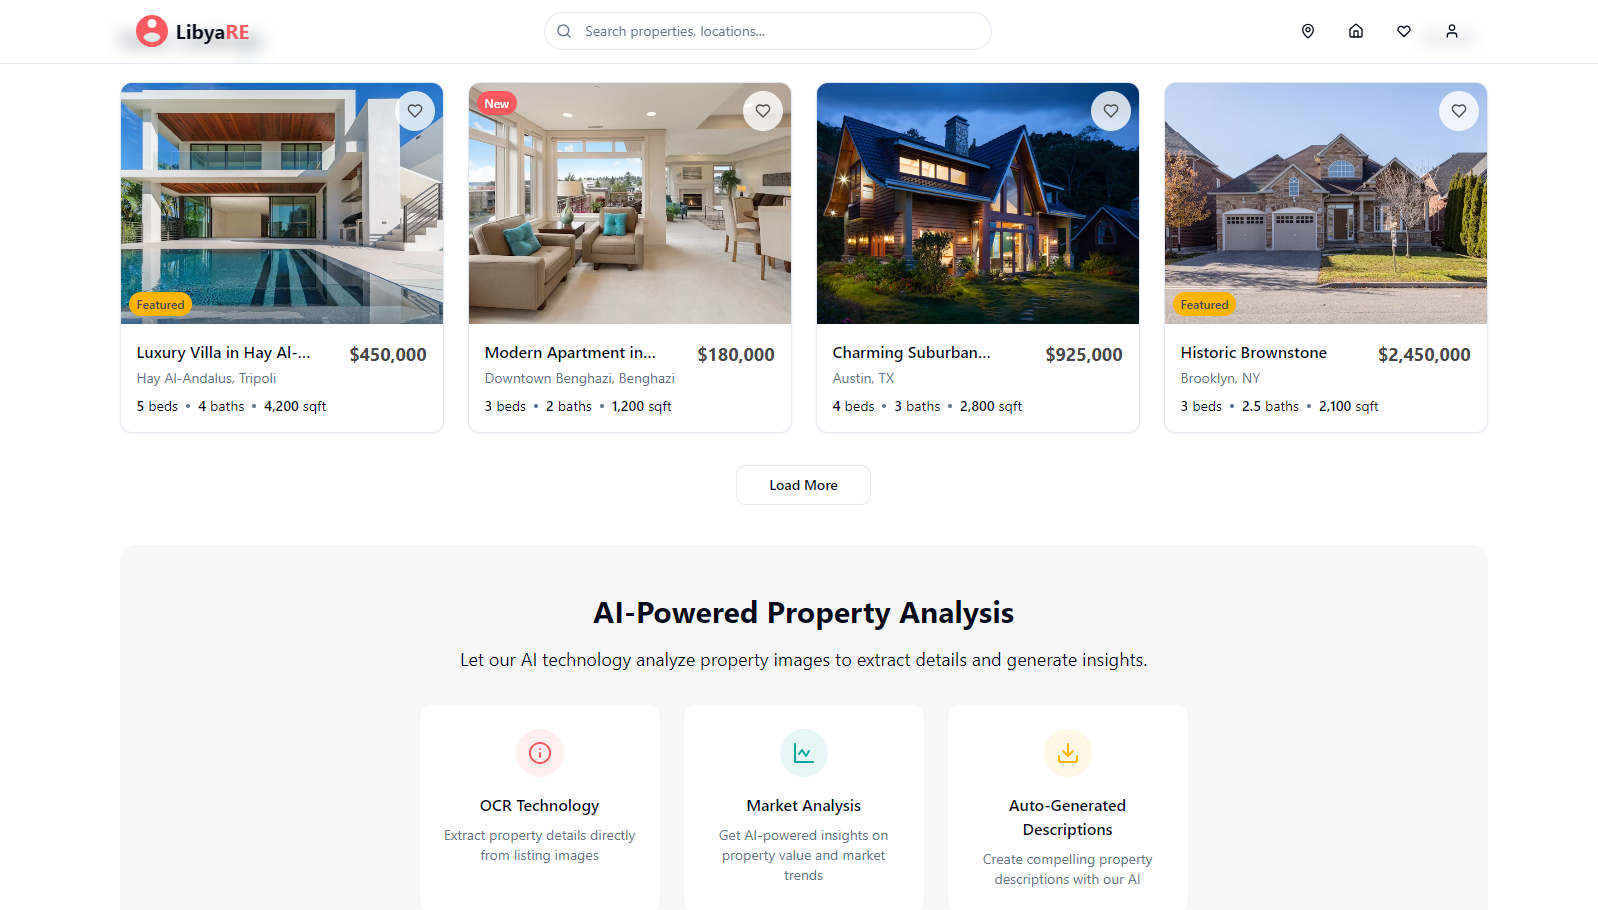 LibyaRE
Search properties, locations...
New
Featured
Featured
Luxury Villa in Hay Al-...
$450,000
Hay Al-Andalus, Tripoli
5 beds • 4 baths • 4,200 sqft
Modern Apartment in...
$180,000
Downtown Benghazi, Benghazi
3 beds • 2 baths • 1,200 sqft
Charming Suburban...
$925,000
Austin, TX
4 beds • 3 baths • 2,800 sqft
Historic Brownstone
$2,450,000
Brooklyn, NY
3 beds • 2.5 baths • 2,100 sqft
Load More
AI-Powered Property Analysis
Let our AI technology analyze property images to extract details and generate insights.
OCR Technology
Extract property details directly
from listing images
Market Analysis
Get AI-powered insights on
property value and market
trends
Auto-Generated
Descriptions
Create compelling property
descriptions with our AI